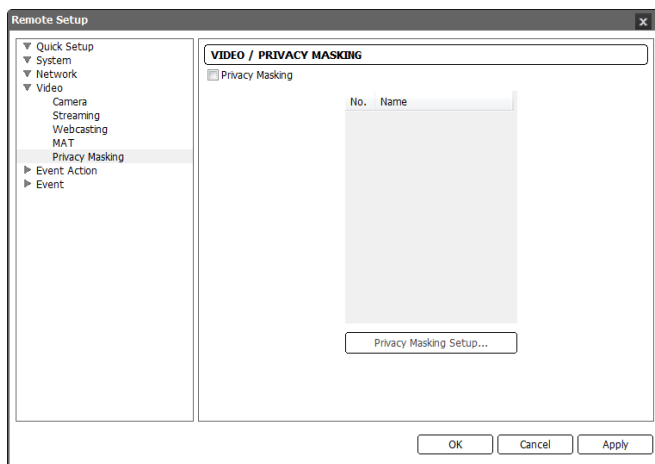 Remote Setup
Quick Setup
System
Network
Video
Camera
Streaming
Webcasting
MAT
Privacy Masking
Event Action
Event
VIDEO / PRIVACY MASKING
Privacy Masking
No. Name
Privacy Masking Setup...
OK Cancel Apply